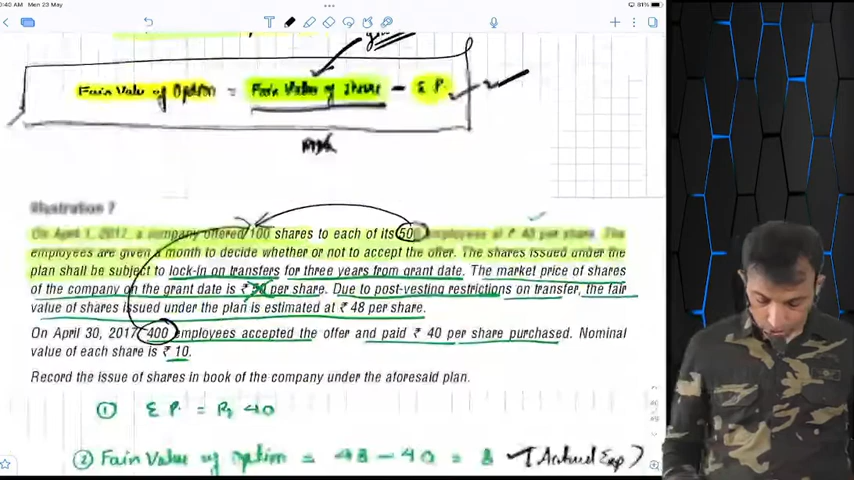 :40 AM Mon 23 May
81%
Fair Value of Option = Fair Value of share - E P.
Illustration 7
On April 1, 2017, a company offered 100 shares to each of its 500 employees at ₹ 40 per share. The
employees are given a month to decide whether or not to accept the offer. The shares issued under the
plan shall be subject to lock-in on transfers for three years from grant date. The market price of shares
of the company on the grant date is ₹ 50 per share. Due to post-vesting restrictions on transfer, the fair
value of shares issued under the plan is estimated at ₹ 48 per share.
On April 30, 2017, 400 employees accepted the offer and paid ₹ 40 per share purchased. Nominal
value of each share is ₹ 10.
Record the issue of shares in book of the company under the aforesaid plan.
① E P. = Rs 40
② Fair Value of Option = 48 - 40 = 8 (Actual Exp)